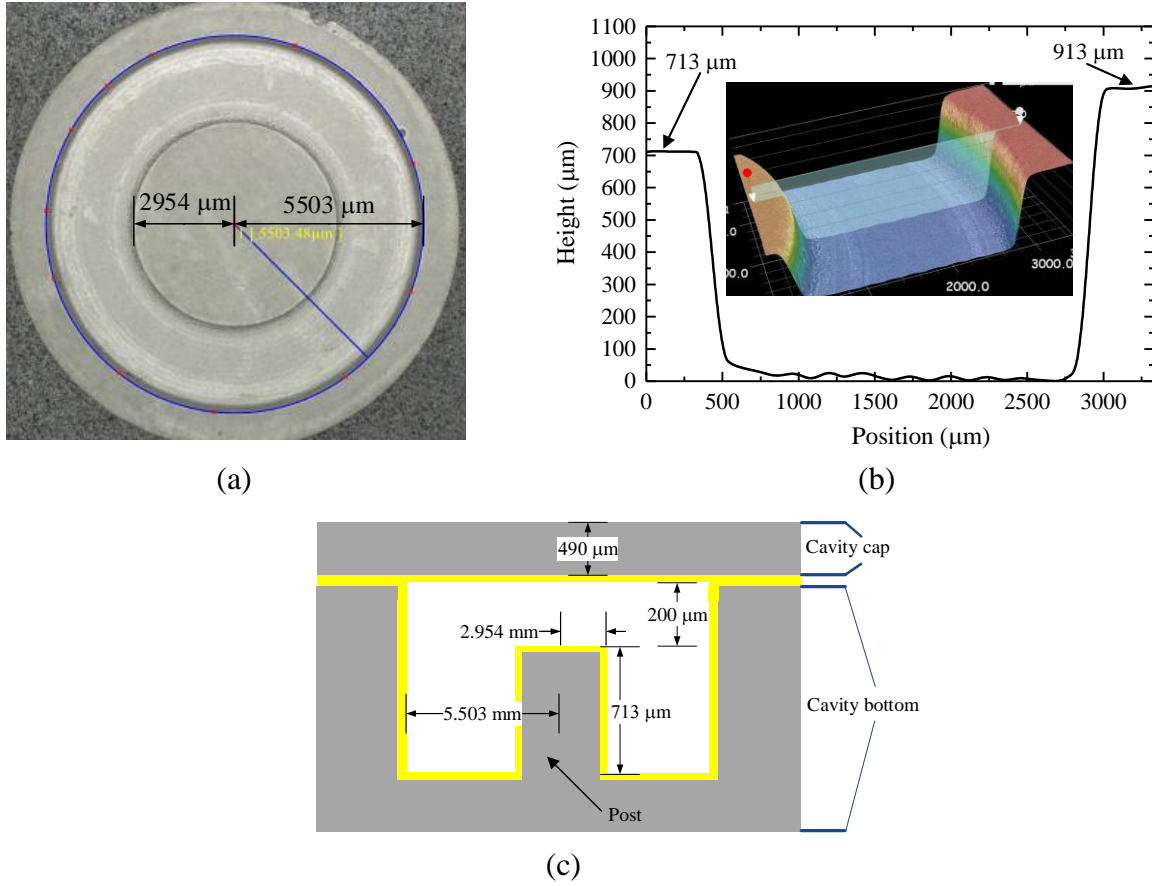 2954 μm
5503 μm
[ 5503.48μm ]
(a)
1100
1000
900
800
700
600
500
400
300
200
100
0
Height (μm)
713 μm
913 μm
00.0
2000.0
3000.0
0
500
1000
1500
2000
2500
3000
Position (μm)
(b)
490 μm
Cavity cap
200 μm
2.954 mm
5.503 mm
713 μm
Cavity bottom
Post
(c)